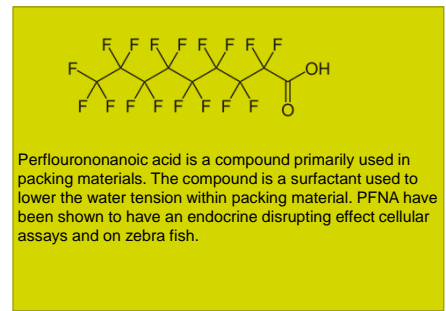 F F F F F F F F
F OH
F F F F F F F F O
Perflourononanoic acid is a compound primarily used in
packing materials. The compound is a surfactant used to
lower the water tension within packing material. PFNA have
been shown to have an endocrine disrupting effect cellular
assays and on zebra fish.